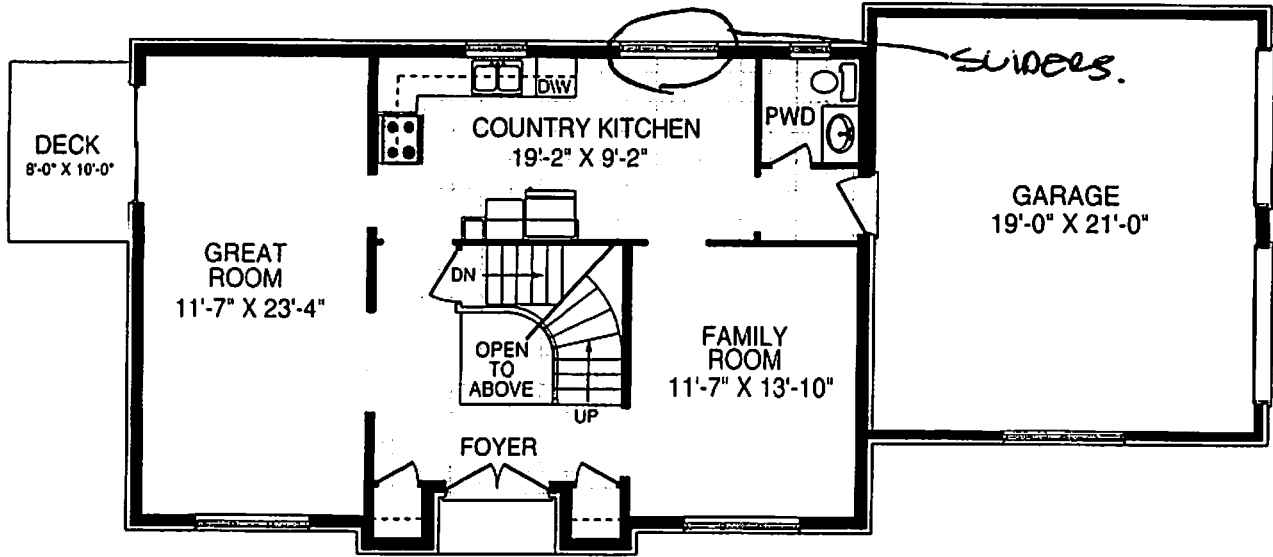 SLIDERS.
D\W
DECK
8'-0" X 10'-0"
COUNTRY KITCHEN
19'-2" X 9'-2"
PWD
GARAGE
19'-0" X 21'-0"
GREAT
ROOM
11'-7" X 23'-4"
DN
OPEN
TO
ABOVE
UP
FAMILY
ROOM
11'-7" X 13'-10"
FOYER